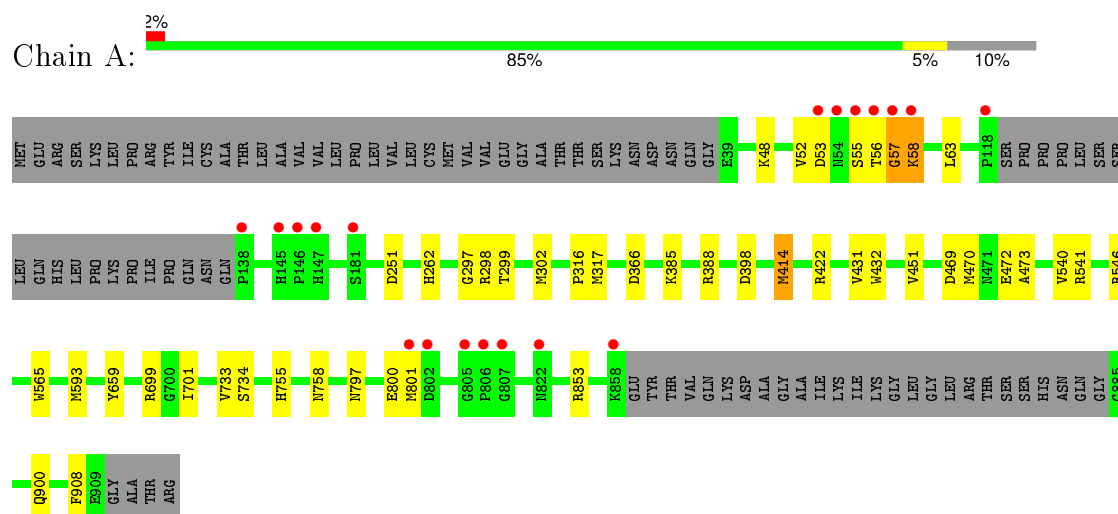 2%
Chain A:
85% 5% 10%
MET GLU ARG SER LYS LEU PRO ARG TYR ILE CYS ALA THR LEU ALA VAL VAL LEU PRO LEU VAL LEU CYS MET VAL VAL GLU GLY ALA THR THR SER LYS ASN ASP ASN GLN GLY E39 K48 V52 D53 N54 S55 T56 G57 K58 L63 P118 SER PRO PRO PRO LEU SER SER
LEU GLN HIS LEU PRO LYS PRO ILE PRO ASN GLN P138 H145 P146 H147 S181 D251 H262 G297 R298 T299 M302 P316 M317 D366 K385 R388 D398 M414 R422 V431 W432 V451 D469 M470 N471 E472 A473 V540 R541
W565 M593 Y659 R699 G700 I701 V733 S734 H755 N758 N797 E800 M801 D802 G805 P806 G807 N822 R853 K858 GLU TYR THR VAL GLN LYS ASP ALA GLY ALA ILE LYS ILE LYS GLY LEU GLY LEU ARG THR SER SER HIS ASN GLN GLY
Q900 F908 E909 GLY ALA THR ARG